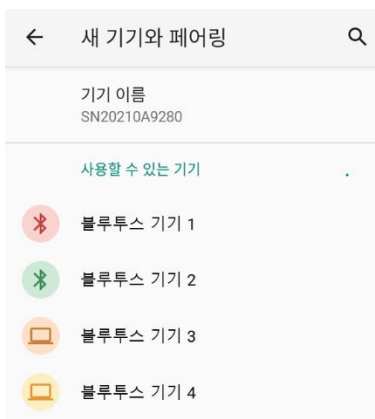 새 기기와 페어링
기기 이름
SN20210A9280
사용할 수 있는 기기
블루투스 기기 1
블루투스 기기 2
블루투스 기기 3
블루투스 기기 4